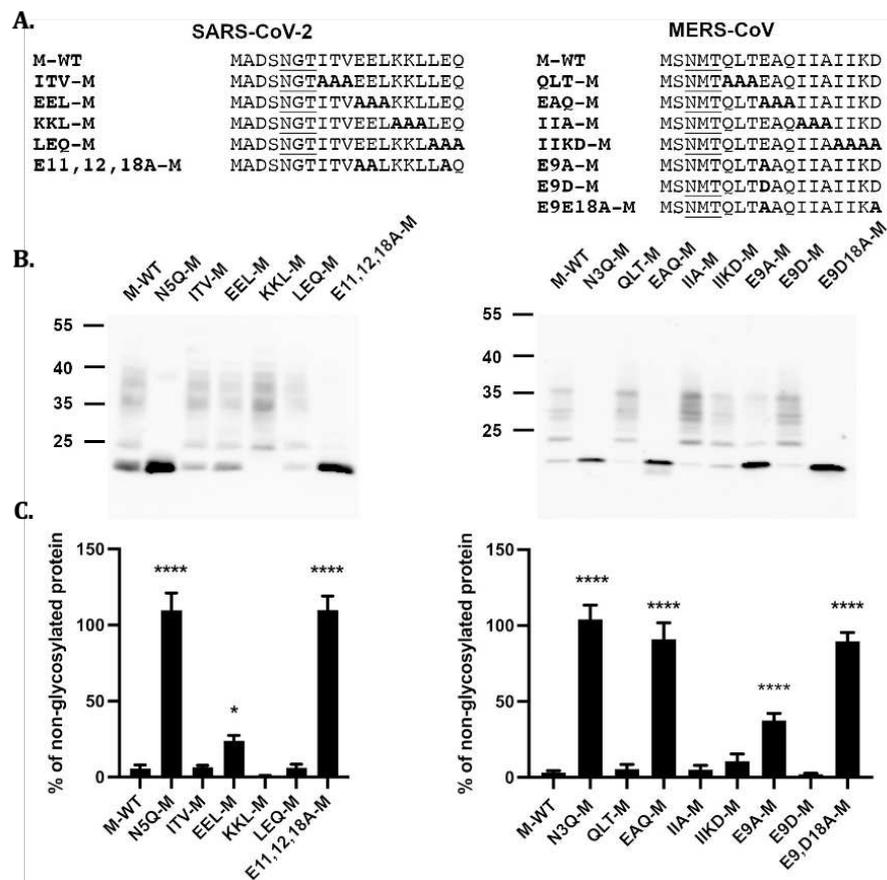 A.
SARS-CoV-2
M-WT MADSNGTITVEELKKLLEQ
ITV-M MADSNGTAAAEELKKLLEQ
EEL-M MADSNGTITVAAAKKLLEQ
KKL-M MADSNGTITVEELAAALEQ
LEQ-M MADSNGTITVEELKKLAAA
E11,12,18A-M MADSNGTITVAALKKLLAQ
MERS-CoV
M-WT MSNMTQLTEAQIIAIIKD
QLT-M MSNMTAAAEAQIIAIIKD
EAQ-M MSNMTQLTAAAIIAIIKD
IIA-M MSNMTQLTEAQAAAIIKD
IIKD-M MSNMTQLTEAQIIAAAAA
E9A-M MSNMTQLTAAQIIAIIKD
E9D-M MSNMTQLTDAQIIAIIKD
E9E18A-M MSNMTQLTAAQIIAIIKA
B.
M-WT
N5Q-M
ITV-M
EEL-M
KKL-M
LEQ-M
E11,12,18A-M
55
40
35
25
M-WT
N3Q-M
QLT-M
EAQ-M
IIA-M
IIKD-M
E9A-M
E9D-M
E9D18A-M
55
40
35
25
C.
% of non-glycosylated protein
150
100
50
0
****
*
****
M-WT
N5Q-M
ITV-M
EEL-M
KKL-M
LEQ-M
E11,12,18A-M
% of non-glycosylated protein
150
100
50
0
****
****
****
****
M-WT
N3Q-M
QLT-M
EAQ-M
IIA-M
IIKD-M
E9A-M
E9D-M
E9,D18A-M